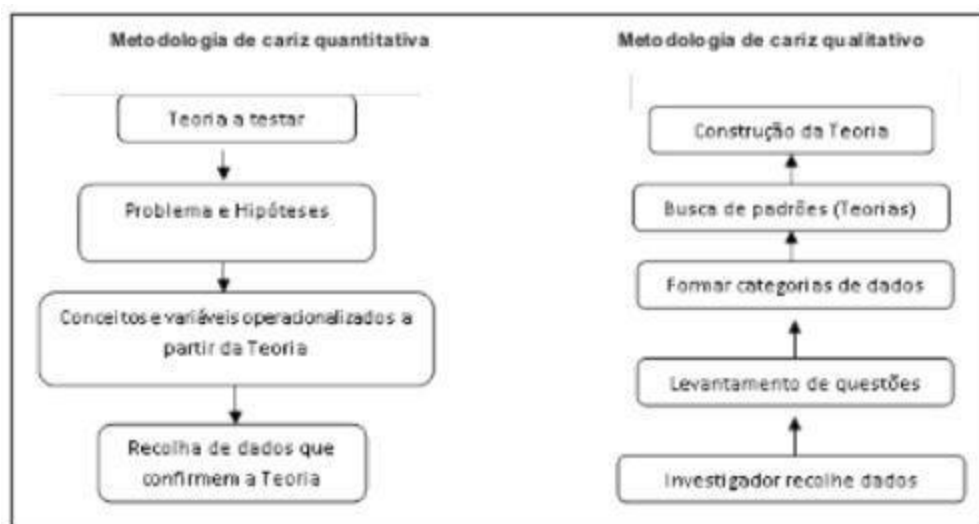 Metodologia de cariz quantitativa
Teoria a testar
Problema e Hipóteses
Conceitos e variáveis operacionalizados a
partir da Teoria
Recolha de dados que
confirmem a Teoria
Metodologia de cariz qualitativo
Construção da Teoria
Busca de padrões (Teorias)
Formar categorias de dados
Levantamento de questões
Investigador recolhe dados